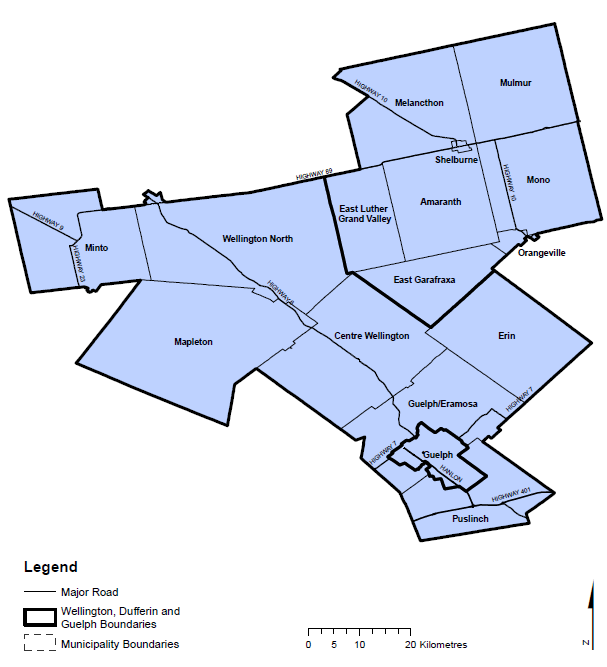 Mulmur
HIGHWAY 10
Melancthon
Shelburne
HIGHWAY 89
HIGHWAY 10
Mono
East Luther
Grand Valley
Amaranth
HIGHWAY 9
Minto
HIGHWAY 23
Wellington North
Orangeville
East Garafraxa
HIGHWAY 6
Mapleton
Centre Wellington
Erin
Guelph/Eramosa
HIGHWAY 7
HIGHWAY 7
Guelph
HANLON
HIGHWAY 401
Puslinch
Legend
Major Road
Wellington, Dufferin and
Guelph Boundaries
Municipality Boundaries
0 5 10 20 Kilometres
N